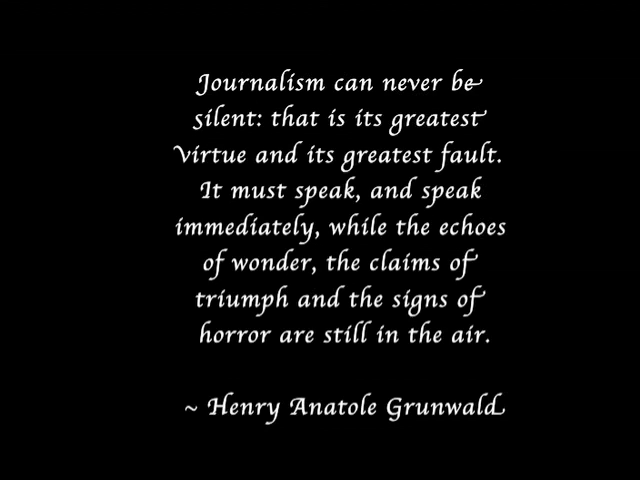 Journalism can never be
silent: that is its greatest
virtue and its greatest fault.
It must speak, and speak
immediately, while the echoes
of wonder, the claims of
triumph and the signs of
horror are still in the air.
~ Henry Anatole Grunwald